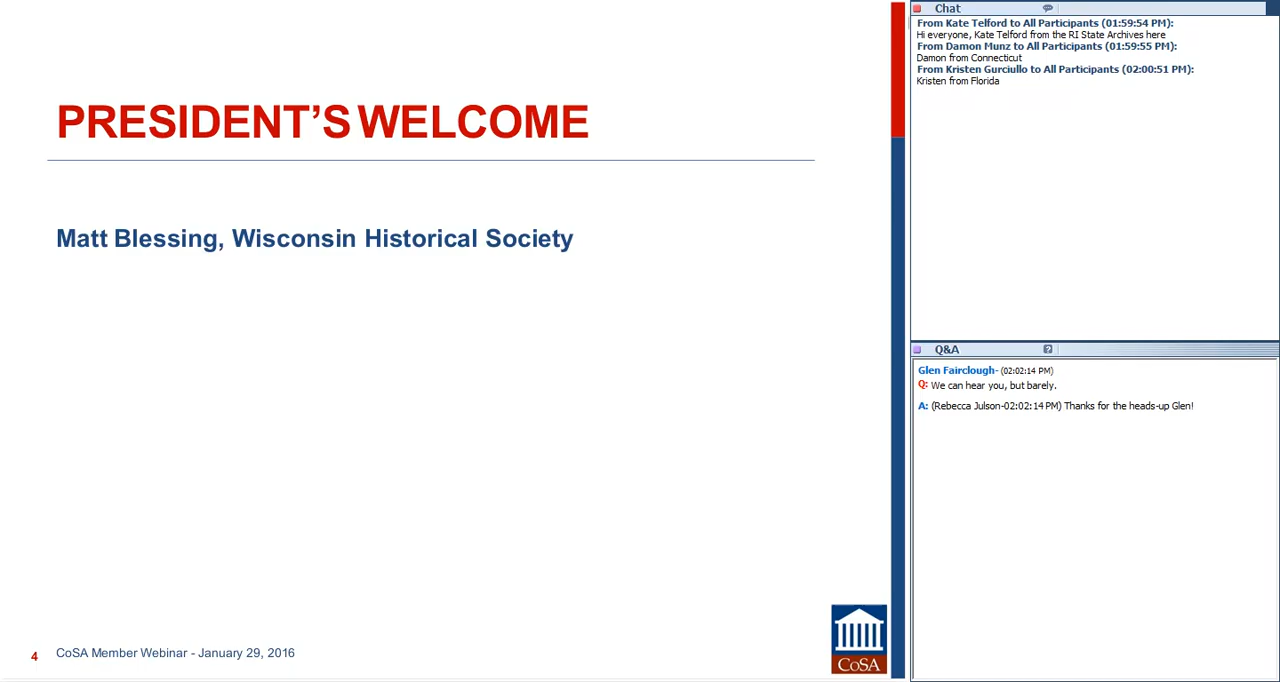 PRESIDENT’S WELCOME
Matt Blessing, Wisconsin Historical Society
4 CoSA Member Webinar - January 29, 2016
CoSA
Chat
From Kate Telford to All Participants (01:59:54 PM):
Hi everyone, Kate Telford from the RI State Archives here
From Damon Munz to All Participants (01:59:55 PM):
Damon from Connecticut
From Kristen Gurciullo to All Participants (02:00:51 PM):
Kristen from Florida
Q&A
Glen Fairclough- (02:02:14 PM)
Q: We can hear you, but barely.
A: (Rebecca Julson-02:02:14 PM) Thanks for the heads-up Glen!